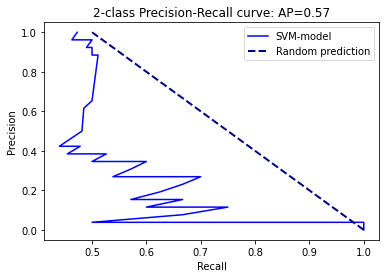 2-class Precision-Recall curve: AP=0.57
SVM-model
Random prediction
1.0
0.8
0.6
0.4
0.2
0.0
Precision
0.5 0.6 0.7 0.8 0.9 1.0
Recall